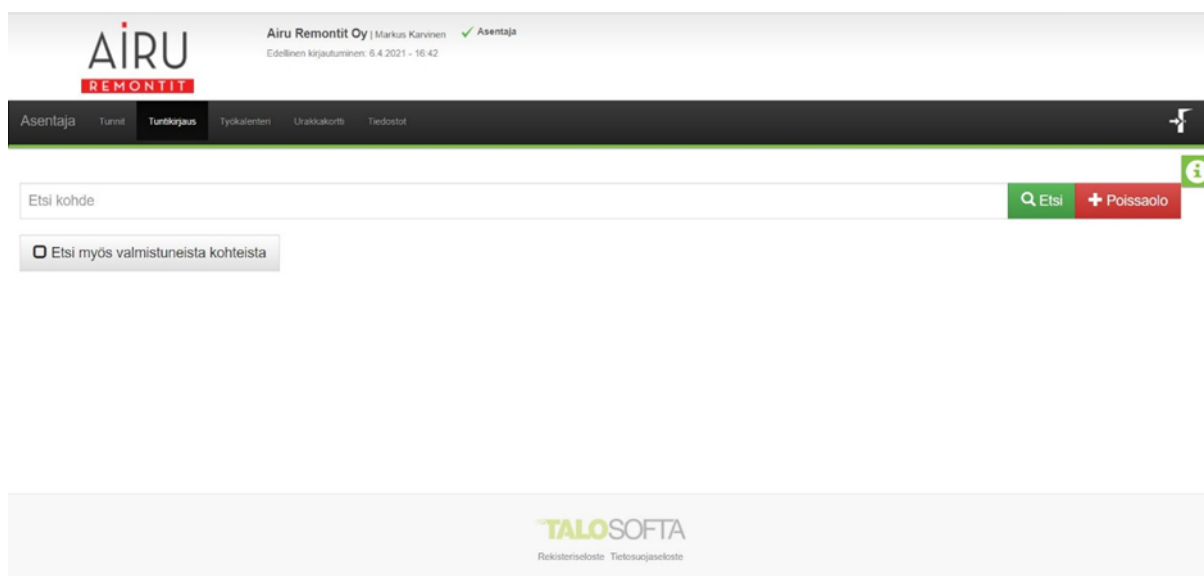 AiRU
REMONTIT
Airu Remontit Oy | Markus Karvinen ✓ Asentaja
Edellinen kirjautuminen: 6.4.2021 - 16:42
Asentaja Tunnit Tuntikirjaus Työkalenteri Urakkakortti Tiedostot
Etsi kohde Etsi + Poissaolo
Etsi myös valmistuneista kohteista
TALOSOFTA
Rekisteriseloste Tietosuojaseloste